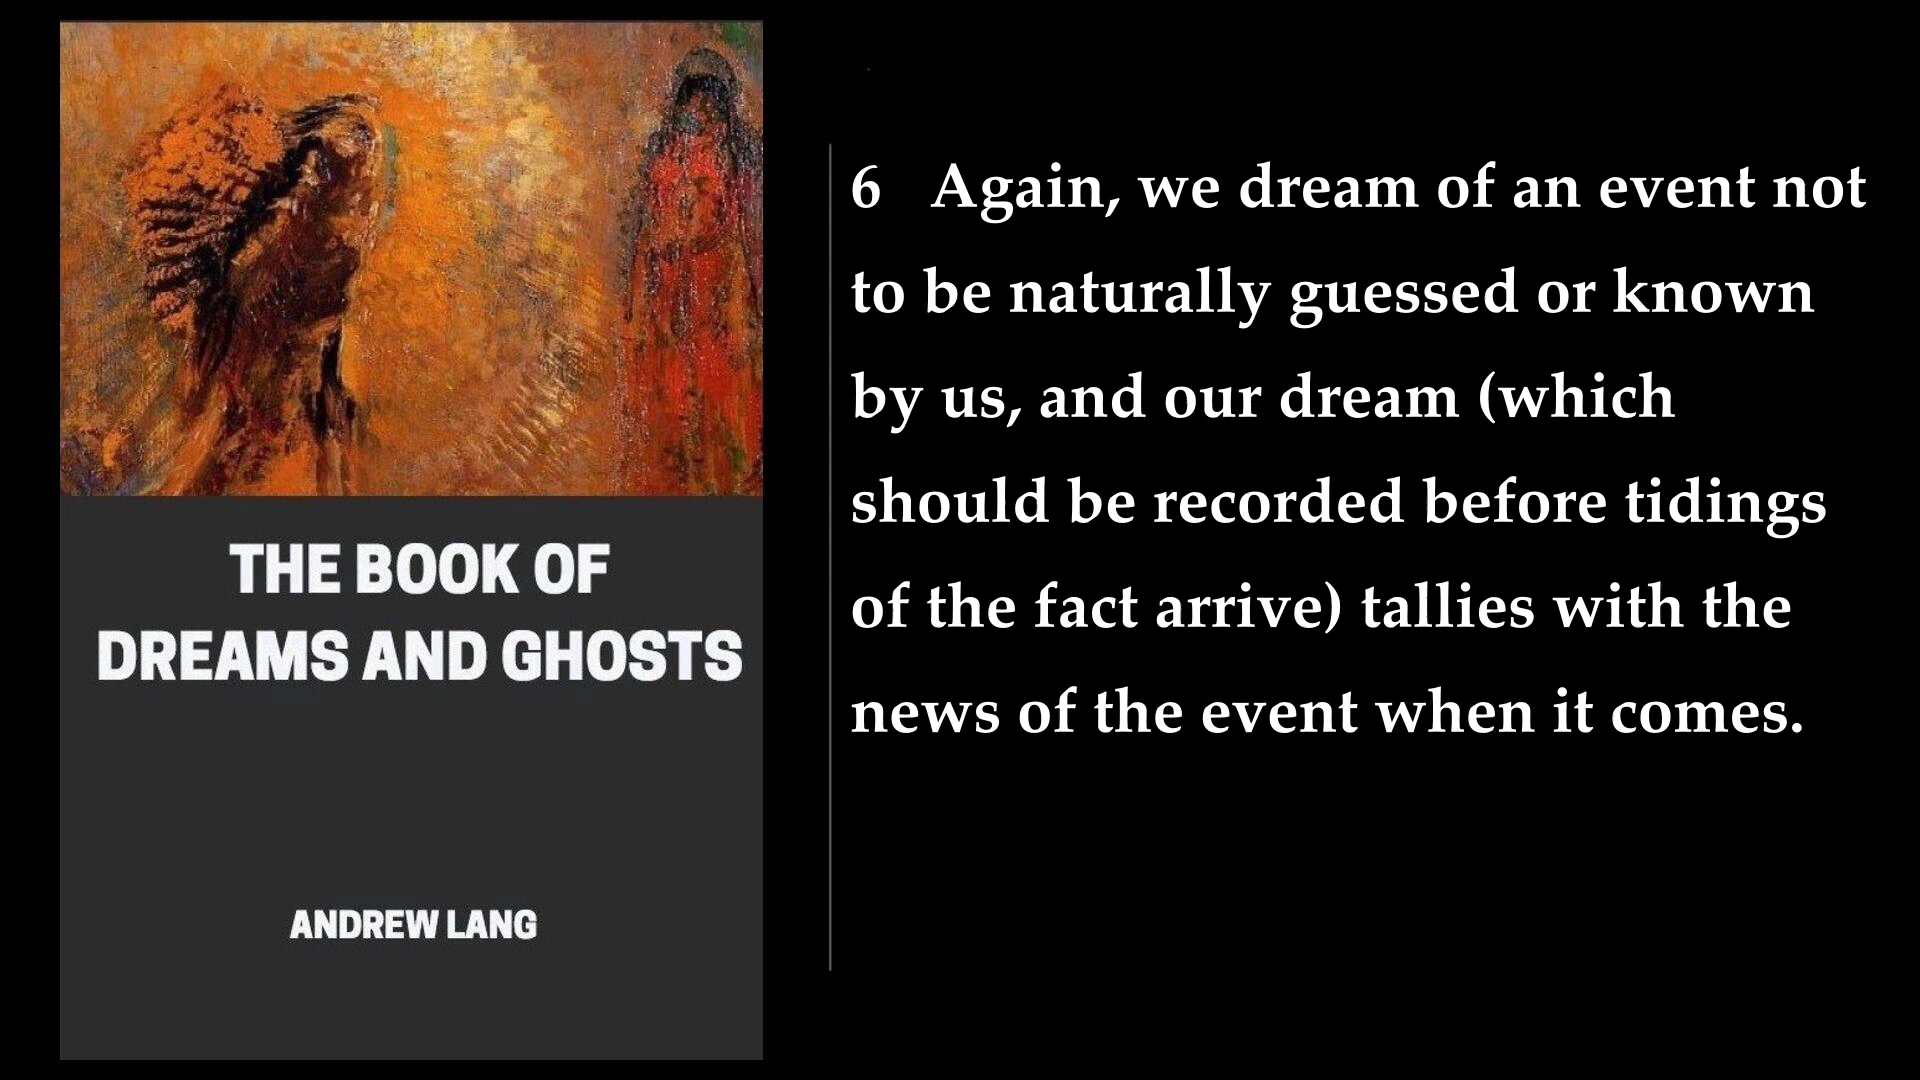 THE BOOK OF
DREAMS AND GHOSTS
ANDREW LANG
6 Again, we dream of an event not
to be naturally guessed or known
by us, and our dream (which
should be recorded before tidings
of the fact arrive) tallies with the
news of the event when it comes.